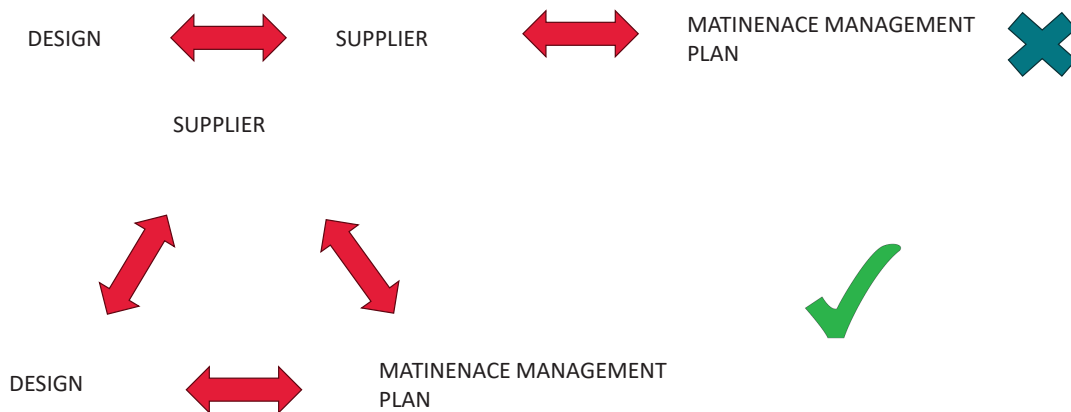 DESIGN
SUPPLIER
MATINENACE MANAGEMENT
PLAN
SUPPLIER
DESIGN
MATINENACE MANAGEMENT
PLAN